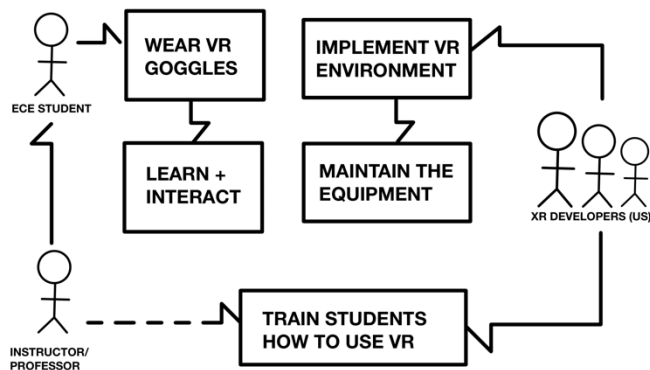 WEAR VR
GOGGLES
IMPLEMENT VR
ENVIRONMENT
ECE STUDENT
LEARN +
INTERACT
MAINTAIN THE
EQUIPMENT
XR DEVELOPERS (US)
TRAIN STUDENTS
HOW TO USE VR
INSTRUCTOR/
PROFESSOR